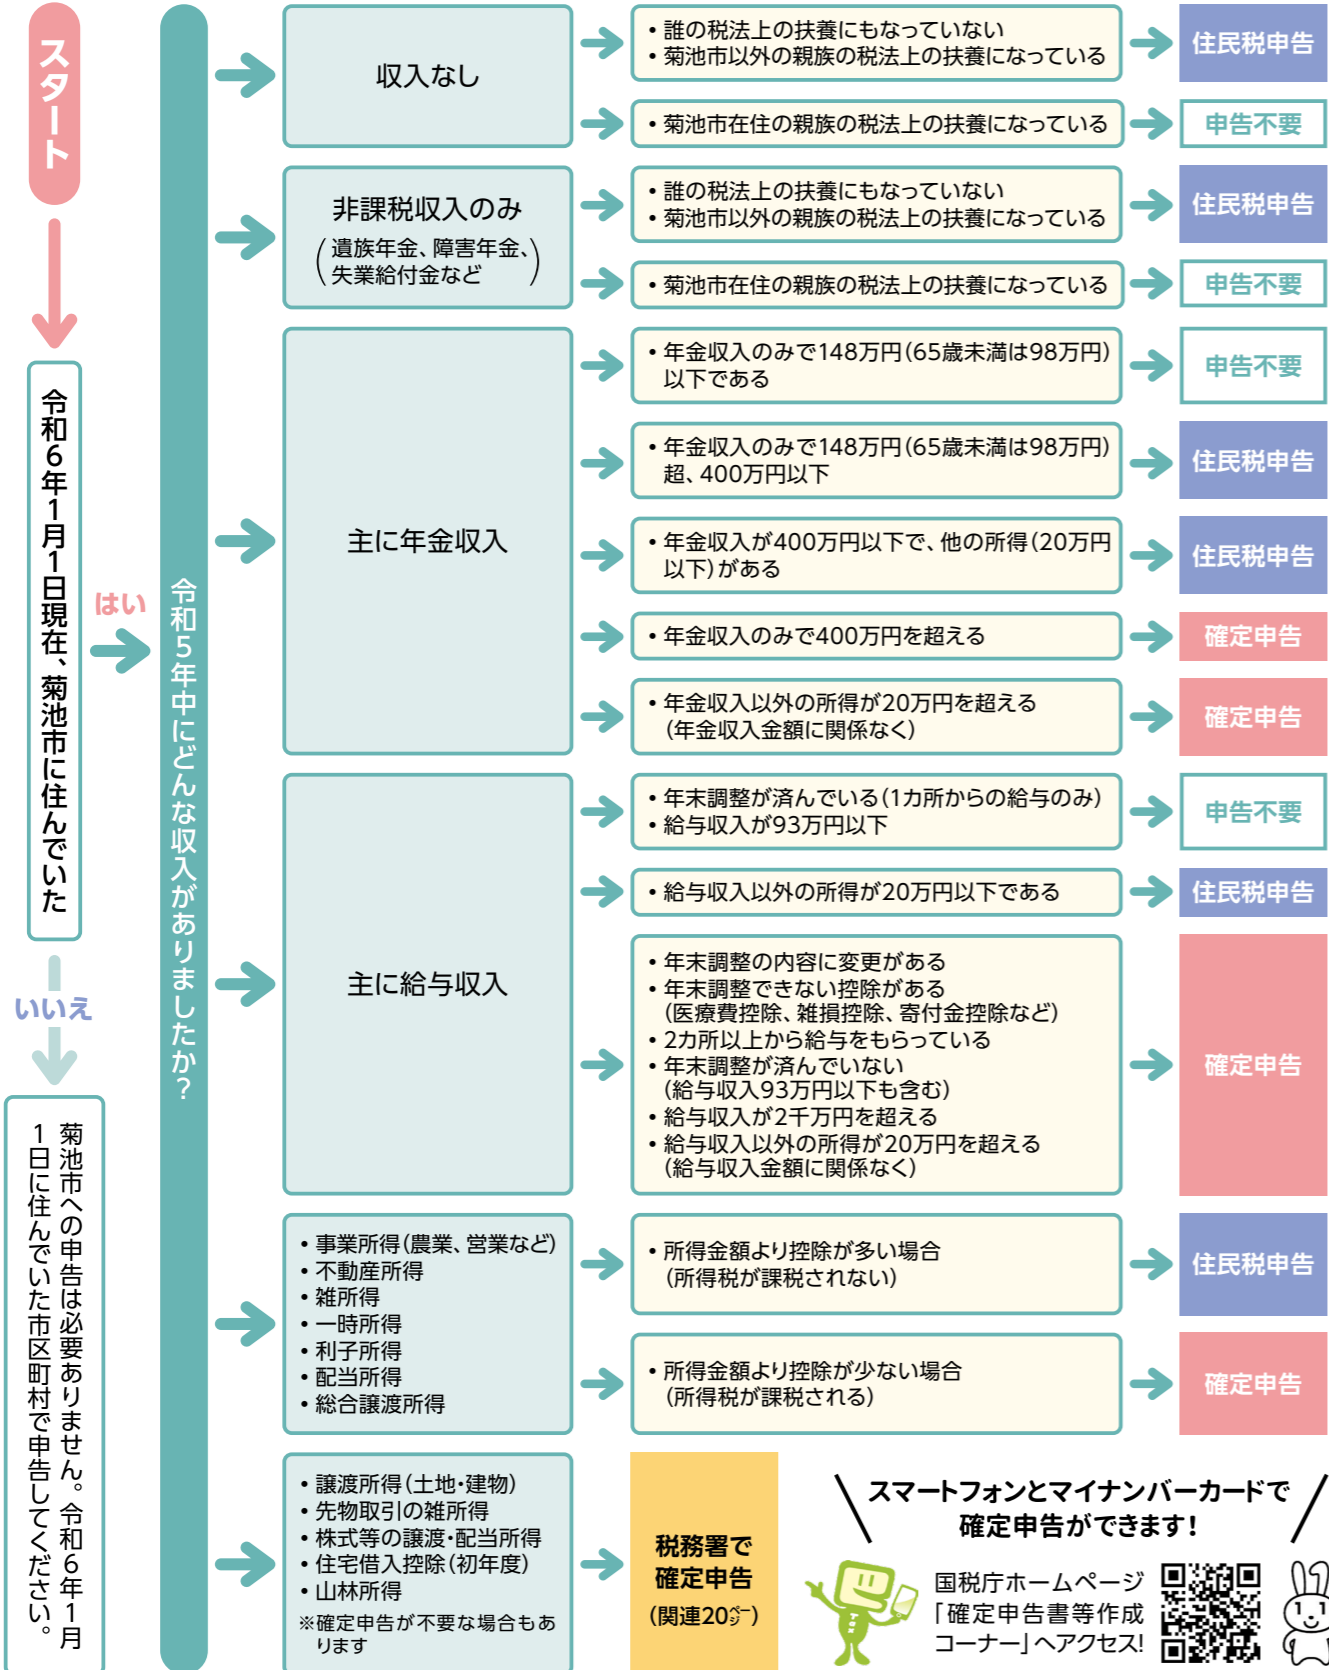 スタート
令和6年1月1日現在、菊池市に住んでいた
はい
いいえ
菊池市への申告は必要ありません。令和6年1月
1日に住んでいた市区町村で申告してください。
令和5年中にどんな収入がありましたか？
収入なし
・誰の税法上の扶養にもなっていない
・菊池市以外の親族の税法上の扶養になっている
住民税申告
・菊池市在住の親族の税法上の扶養になっている
申告不要
非課税収入のみ
（遺族年金、障害年金、
失業給付金など）
・誰の税法上の扶養にもなっていない
・菊池市以外の親族の税法上の扶養になっている
住民税申告
・菊池市在住の親族の税法上の扶養になっている
申告不要
主に年金収入
・年金収入のみで148万円（65歳未満は98万円）
以下である
申告不要
・年金収入のみで148万円（65歳未満は98万円）
超、400万円以下
住民税申告
・年金収入が400万円以下で、他の所得（20万円
以下）がある
住民税申告
・年金収入のみで400万円を超える
確定申告
・年金収入以外の所得が20万円を超える
（年金収入金額に関係なく）
確定申告
主に給与収入
・年末調整が済んでいる（1カ所からの給与のみ）
・給与収入が93万円以下
申告不要
・給与収入以外の所得が20万円以下である
住民税申告
・年末調整の内容に変更がある
・年末調整できない控除がある
（医療費控除、雑損控除、寄付金控除など）
・2カ所以上から給与をもらっている
・年末調整が済んでいない
（給与収入93万円以下も含む）
・給与収入が2千万円を超える
・給与収入以外の所得が20万円を超える
（給与収入金額に関係なく）
確定申告
・事業所得（農業、営業など）
・不動産所得
・雑所得
・一時所得
・利子所得
・配当所得
・総合譲渡所得
・所得金額より控除が多い場合
（所得税が課税されない）
住民税申告
・所得金額より控除が少ない場合
（所得税が課税される）
確定申告
・譲渡所得（土地・建物）
・先物取引の雑所得
・株式等の譲渡・配当所得
・住宅借入控除（初年度）
・山林所得
※確定申告が不要な場合もあ
ります
税務署で
確定申告
（関連20㌻）
スマートフォンとマイナンバーカードで
確定申告ができます！
国税庁ホームページ
「確定申告書等作成
コーナー」へアクセス！